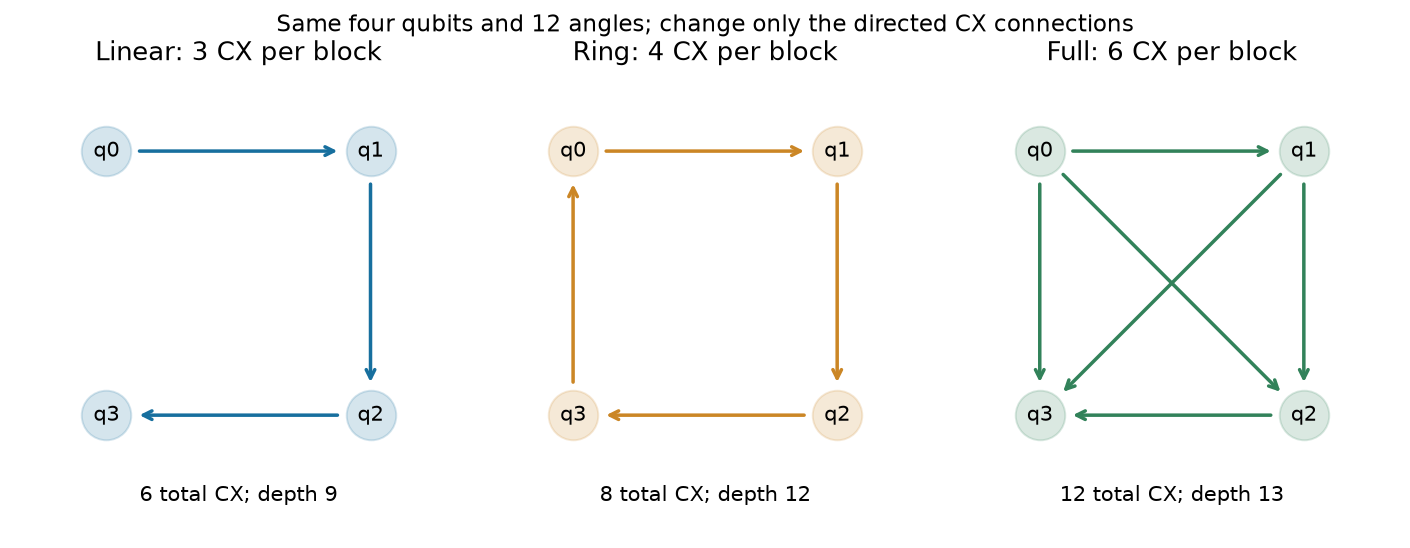 Same four qubits and 12 angles; change only the directed CX connections
Linear: 3 CX per block
q0
q1
q3
q2
6 total CX; depth 9
Ring: 4 CX per block
q0
q1
q3
q2
8 total CX; depth 12
Full: 6 CX per block
q0
q1
q3
q2
12 total CX; depth 13